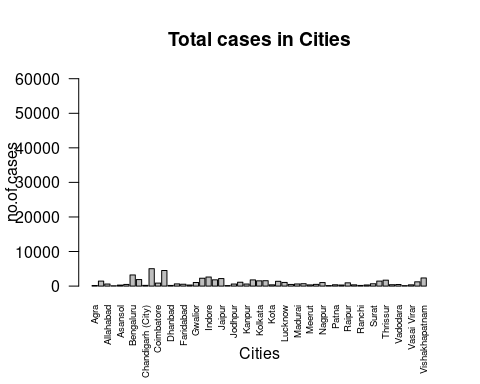 Total cases in Cities
no.of cases
60000
50000
40000
30000
20000
10000
0
Agra
Allahabad
Asansol
Bengaluru
Chandigarh (City)
Coimbatore
Dhanbad
Faridabad
Gwalior
Indore
Jaipur
Jodhpur
Kanpur
Kolkata
Kota
Lucknow
Madurai
Meerut
Nagpur
Patna
Raipur
Ranchi
Surat
Thrissur
Vadodara
Vasai Virar
Vishakhapatnam
Cities